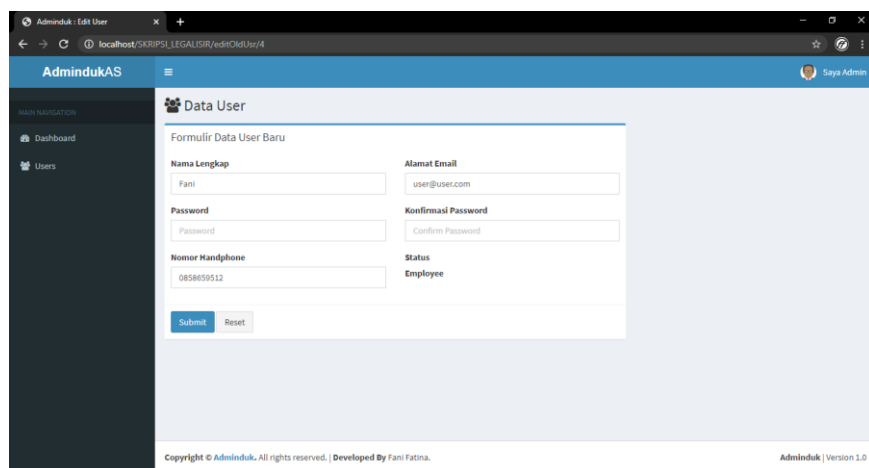 Adminduk : Edit User
localhost/SKRIPSI_LEGALISIR/editOldUsr/4
AdmindukAS
Saya Admin
MAIN NAVIGATION
Dashboard
Users
Data User
Formulir Data User Baru
Nama Lengkap Alamat Email
Fani user@user.com
Password Konfirmasi Password
Password Confirm Password
Nomor Handphone Status
0858659512 Employee
Submit Reset
Copyright © Adminduk. All rights reserved. | Developed By Fani Fatina. Adminduk | Version 1.0